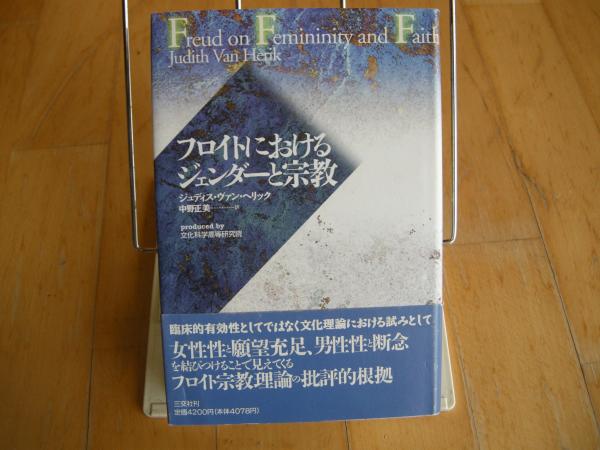 Freud on Femininity and Faith
Judith Van Herik
フロイトにおける
ジェンダーと宗教
ジュディス・ヴァン・ヘリック
中野正美……訳
produced by
文化科学高等研究院
臨床的有効性としてではなく文化理論における試みとして
女性性と願望充足、男性性と断念
を結びつけることで見えてくる
フロイト宗教理論の批評的根拠
三交社刊
定価4200円(本体4078円)